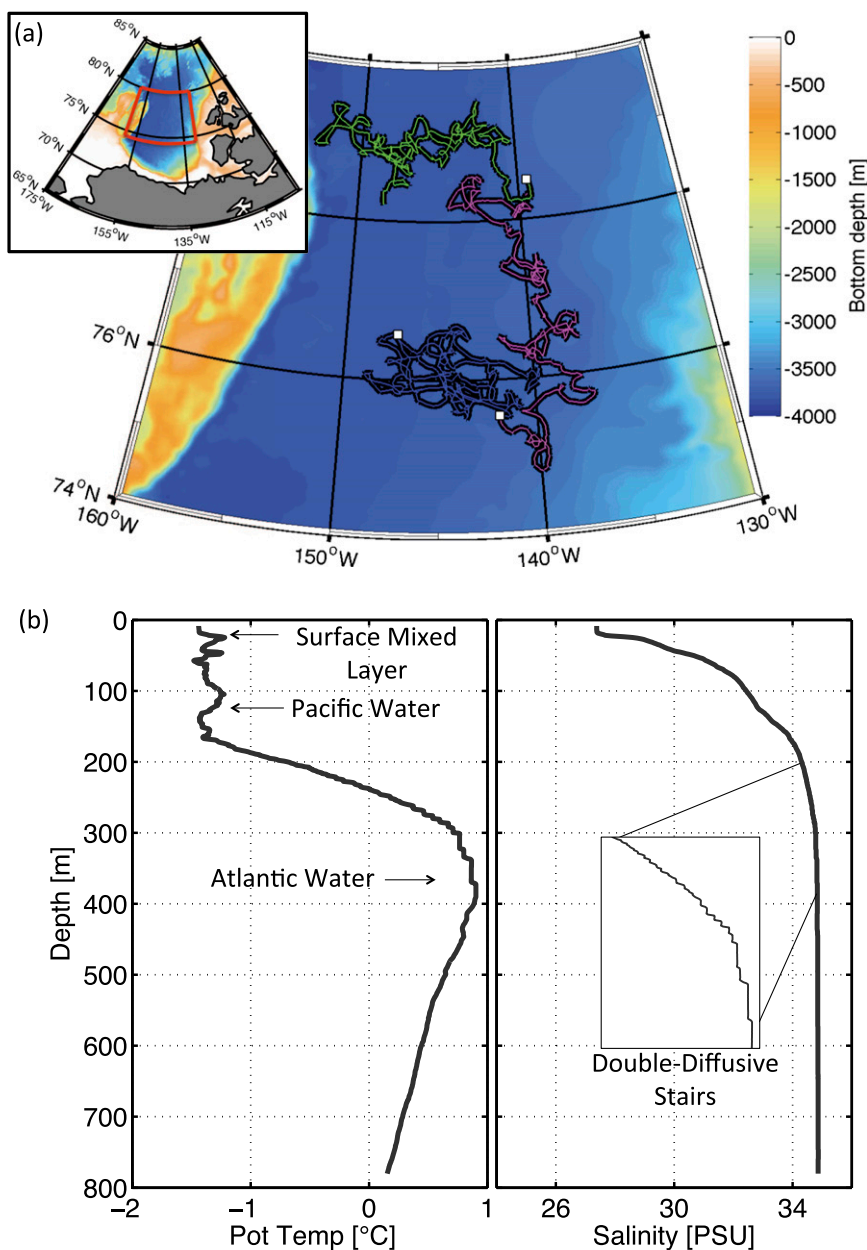 (a)
85°N
80°N
75°N
70°N
65°N
175°W
155°W
135°W
115°W
76°N
74°N
160°W
150°W
140°W
130°W
0
-500
-1000
-1500
-2000
-2500
-3000
-3500
-4000
Bottom depth [m]
(b)
0
100
200
300
400
500
600
700
800
Depth [m]
Surface Mixed
Layer
Pacific Water
Atlantic Water
−2
−1
0
1
Pot Temp [°C]
Double-Diffusive
Stairs
26
30
34
Salinity [PSU]